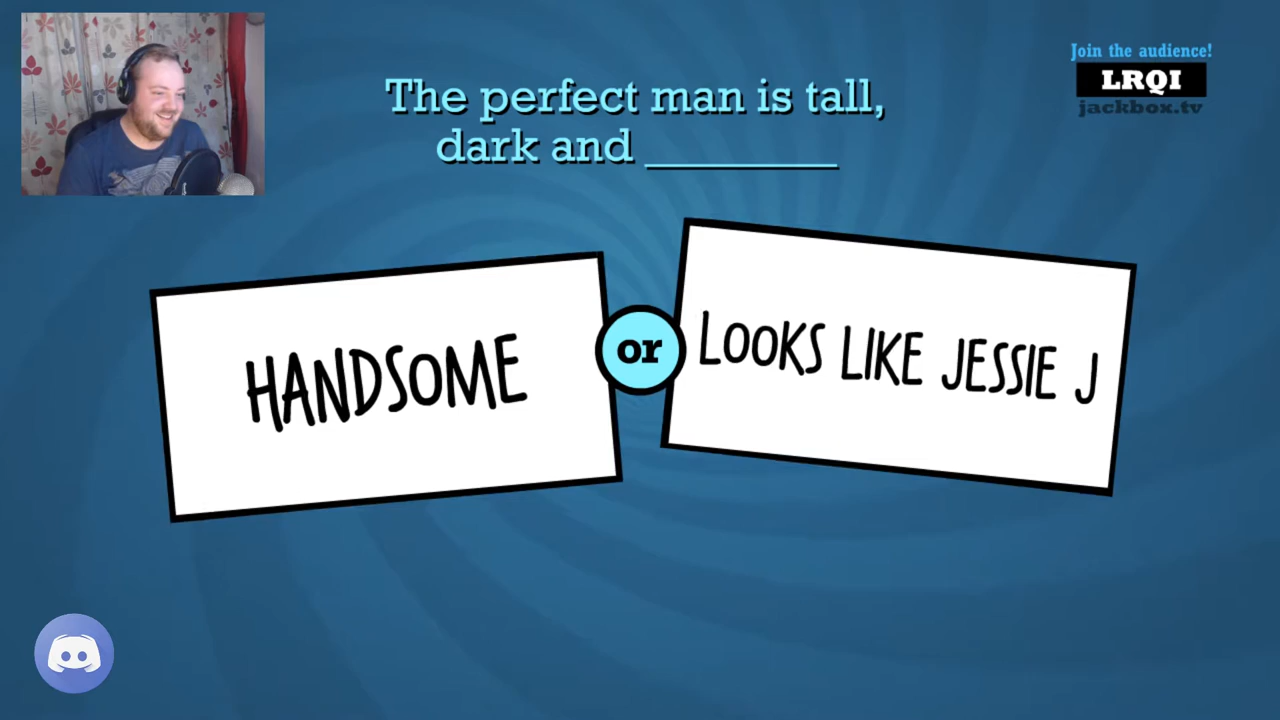 Join the audience!
LRQI
jackbox.tv
The perfect man is tall,
dark and ________
HANDSOME
or
LOOKS LIKE JESSIE J